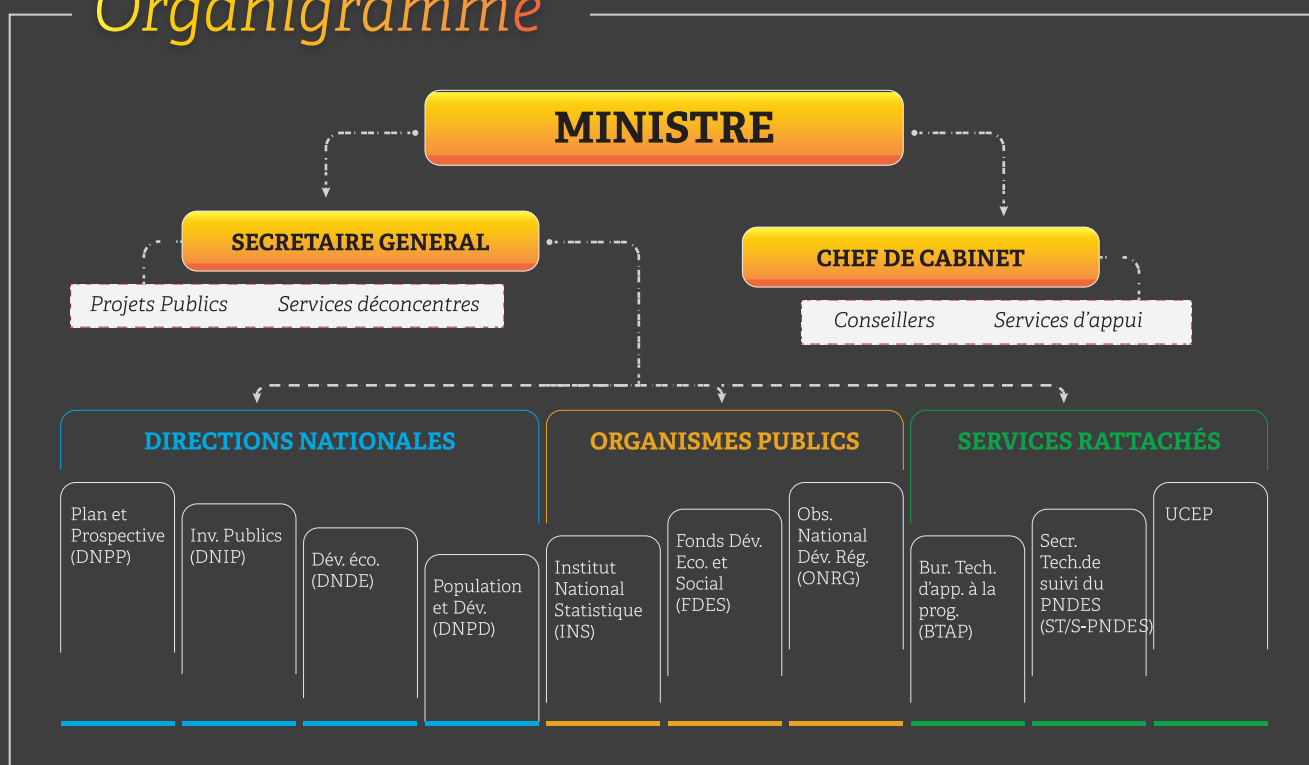 Organigramme
MINISTRE
SECRETAIRE GENERAL
CHEF DE CABINET
Projets Publics Services déconcentres
Conseillers Services d'appui
DIRECTIONS NATIONALES
ORGANISMES PUBLICS
SERVICES RATTACHÉS
Plan et
Prospective
(DNPP)
Inv. Publics
(DNIP)
Dév. éco.
(DNDE)
Population
et Dév.
(DNPD)
Institut
National
Statistique
(INS)
Fonds Dév.
Eco. et
Social
(FDES)
Obs.
National
Dév. Rég.
(ONRG)
Bur. Tech.
d'app. à la
prog.
(BTAP)
Secr.
Tech.de
suivi du
PNDES
(ST/S-PNDES)
UCEP